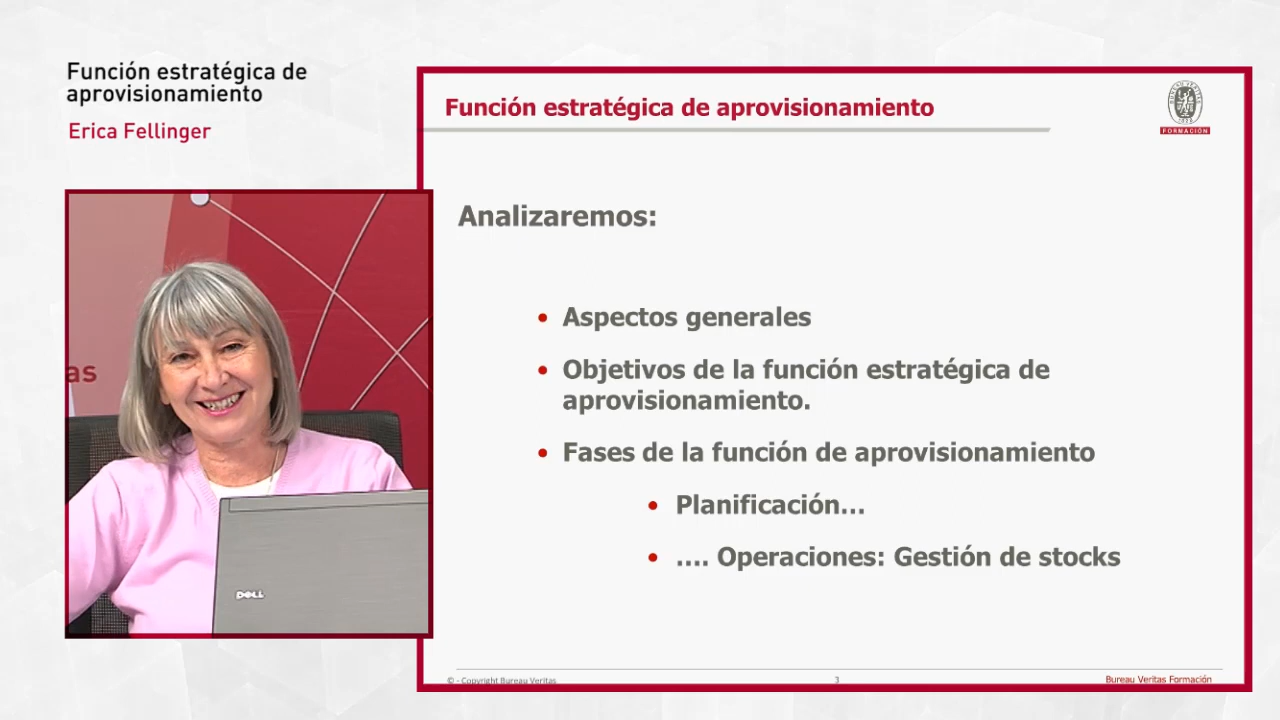 Función estratégica de
aprovisionamiento
Erica Fellinger
Función estratégica de aprovisionamiento
FORMACIÓN
Analizaremos:
• Aspectos generales
• Objetivos de la función estratégica de
aprovisionamiento.
• Fases de la función de aprovisionamiento
• Planificación...
• .... Operaciones: Gestión de stocks
as
DELL
© - Copyright Bureau Veritas
3
Bureau Veritas Formación